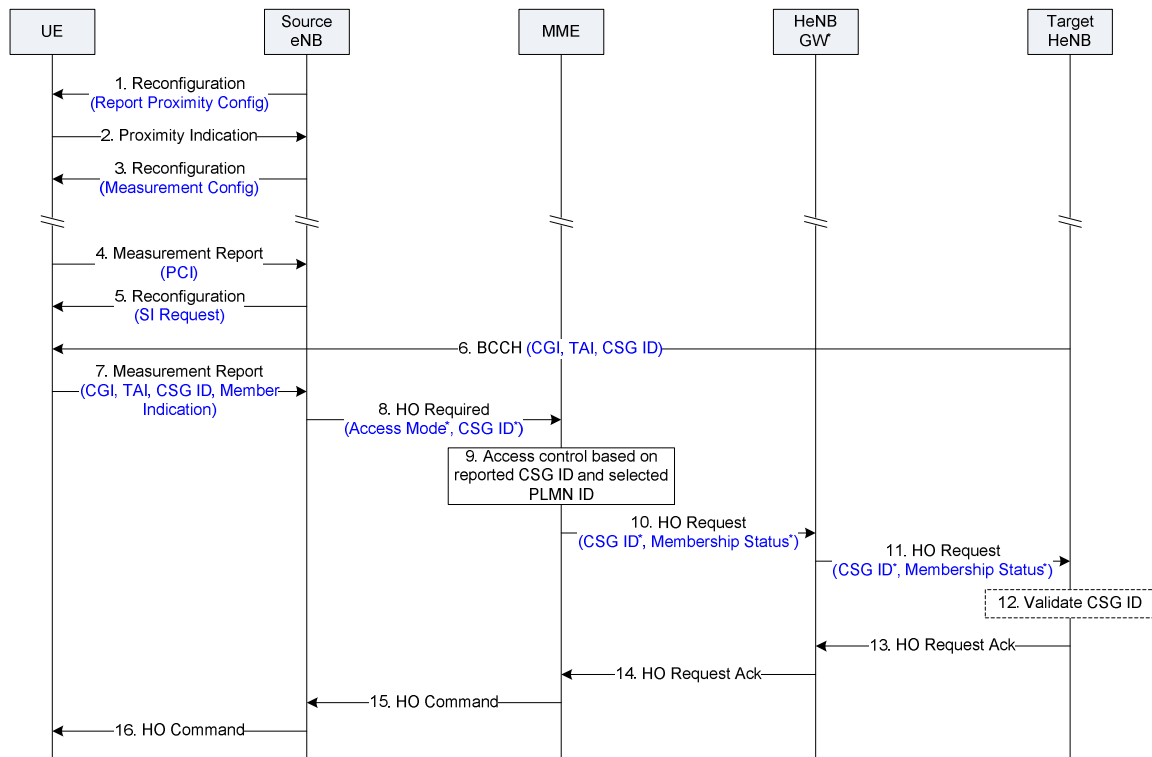 UE
Source
eNB
MME
HeNB
GW*
Target
HeNB
1. Reconfiguration
(Report Proximity Config)
2. Proximity Indication
3. Reconfiguration
(Measurement Config)
4. Measurement Report
(PCI)
5. Reconfiguration
(SI Request)
6. BCCH (CGI, TAI, CSG ID)
7. Measurement Report
(CGI, TAI, CSG ID, Member
Indication)
8. HO Required
(Access Mode*, CSG ID*)
9. Access control based on
reported CSG ID and selected
PLMN ID
10. HO Request
(CSG ID*, Membership Status*)
11. HO Request
(CSG ID*, Membership Status*)
12. Validate CSG ID
13. HO Request Ack
14. HO Request Ack
15. HO Command
16. HO Command